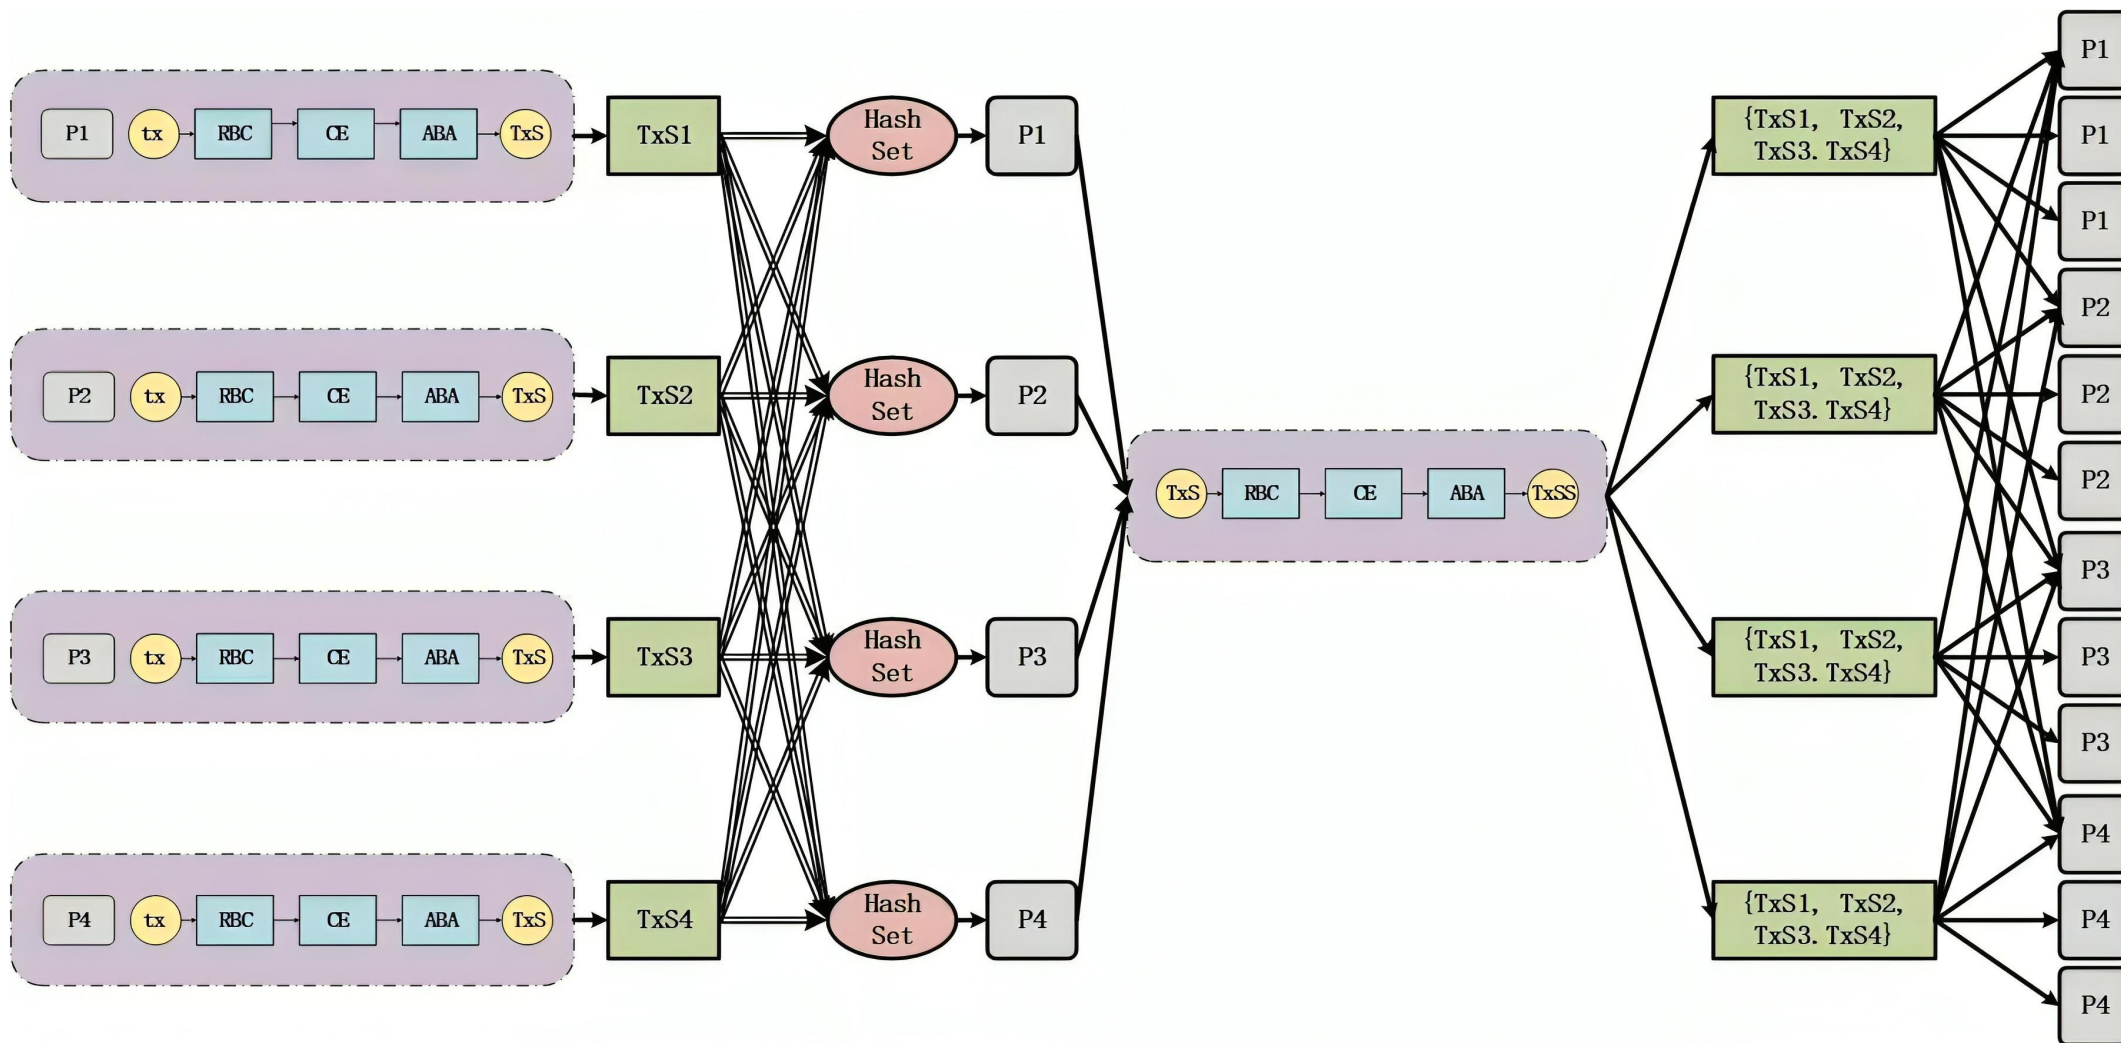 P1 tx RBC CE ABA TxS
TxS1
Hash
Set
P1
P2 tx RBC CE ABA TxS
TxS2
Hash
Set
P2
P3 tx RBC CE ABA TxS
TxS3
Hash
Set
P3
P4 tx RBC CE ABA TxS
TxS4
Hash
Set
P4
TxS RBC CE ABA TxSS
{TxS1, TxS2,
TxS3.TxS4}
{TxS1, TxS2,
TxS3.TxS4}
{TxS1, TxS2,
TxS3.TxS4}
{TxS1, TxS2,
TxS3.TxS4}
P1
P1
P1
P2
P2
P2
P3
P3
P3
P4
P4
P4